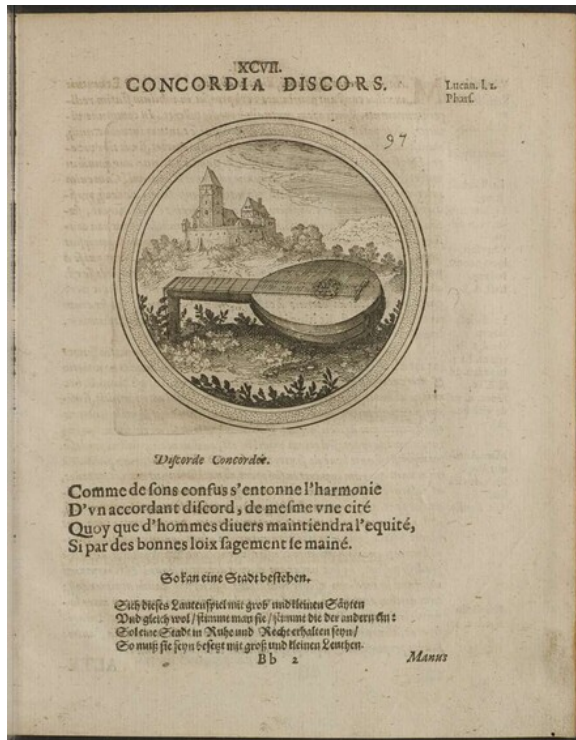 XCVII.
CONCORDIA DISCORS.
Lucan. l. 1.
Pharſ.
97
Diſcorde Concordée.
Comme de ſons confus s'entonne l'harmonie
D'vn accordant diſcord, de meſme vne cité
Quoy que d'hommes diuers maintiendra l'equité,
Si par des bonnes loix ſagement ſe mainé.
So kan eine Stadt beſtehen.
Sich dieſes Lautenſpiel mit groß und kleinen Säyten
Vnd gleich wol / ſtimme man ſie / ſtimme die der andern ein:
Sol eine Stadt in Ruhe und Recht erhalten ſeyn /
So muß ſie ſeyn beſetzt mit groß und kleinen Leuthen.
Bb 2
Manus